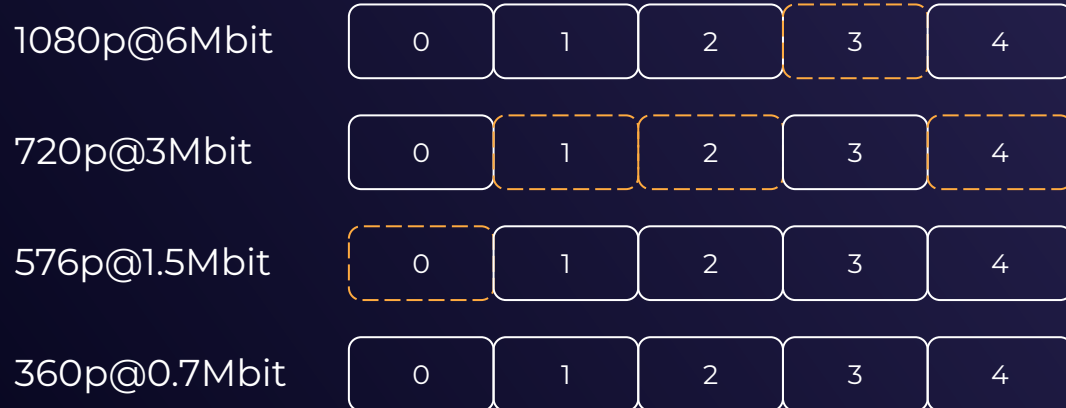 1080p@6Mbit 0 1 2 3 4
720p@3Mbit 0 1 2 3 4
576p@1.5Mbit 0 1 2 3 4
360p@0.7Mbit 0 1 2 3 4